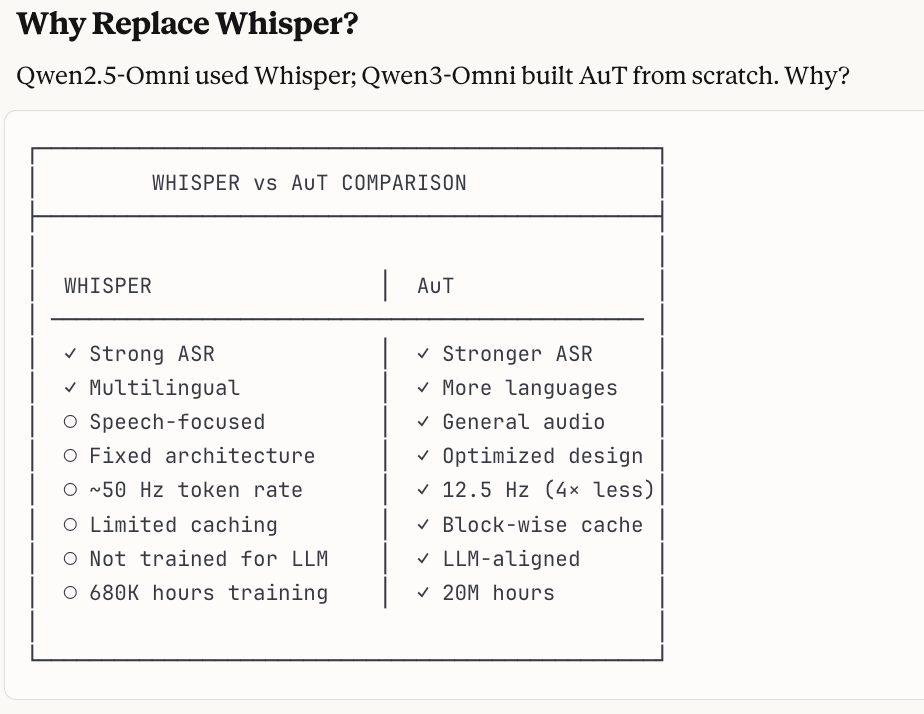 Why Replace Whisper?
Qwen2.5-Omni used Whisper; Qwen3-Omni built AuT from scratch. Why?
WHISPER vs AuT COMPARISON
WHISPER | AuT
✓ Strong ASR | ✓ Stronger ASR
✓ Multilingual | ✓ More languages
○ Speech-focused | ✓ General audio
○ Fixed architecture | ✓ Optimized design
○ ~50 Hz token rate | ✓ 12.5 Hz (4× less)
○ Limited caching | ✓ Block-wise cache
○ Not trained for LLM | ✓ LLM-aligned
○ 680K hours training | ✓ 20M hours